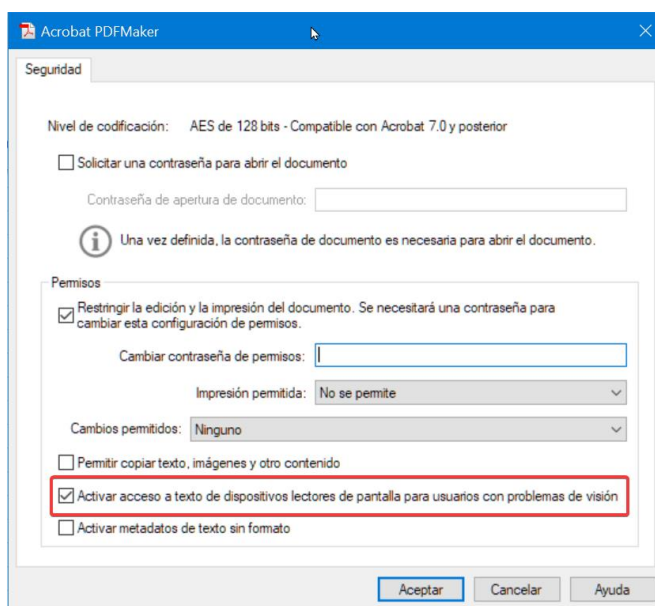 Acrobat PDFMaker
Seguridad
Nivel de codificación: AES de 128 bits - Compatible con Acrobat 7.0 y posterior
Solicitar una contraseña para abrir el documento
Contraseña de apertura de documento:
Una vez definida, la contraseña de documento es necesaria para abrir el documento.
Permisos
Restringir la edición y la impresión del documento. Se necesitará una contraseña para
cambiar esta configuración de permisos.
Cambiar contraseña de permisos:
Impresión permitida: No se permite
Cambios permitidos: Ninguno
Permitir copiar texto, imágenes y otro contenido
Activar acceso a texto de dispositivos lectores de pantalla para usuarios con problemas de visión
Activar metadatos de texto sin formato
Aceptar Cancelar Ayuda